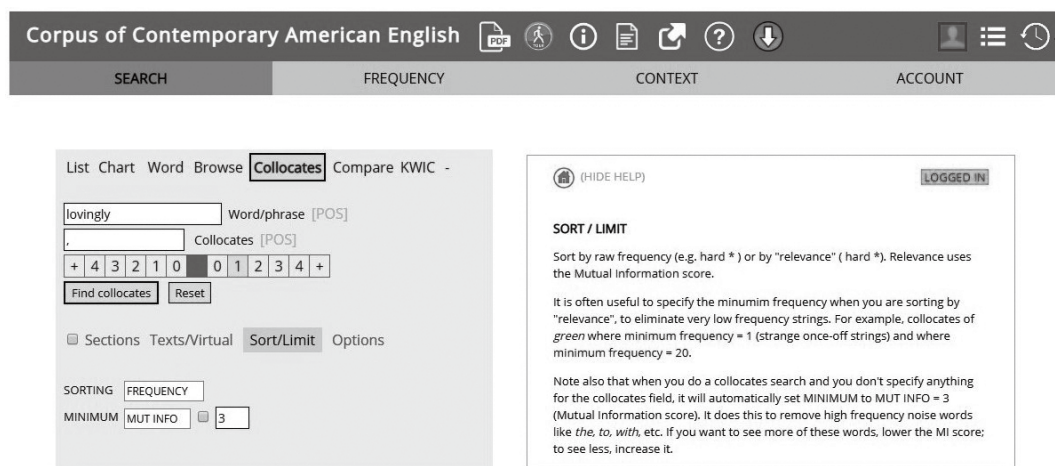 Corpus of Contemporary American English PDF
SEARCH FREQUENCY CONTEXT ACCOUNT
List Chart Word Browse Collocates Compare KWIC -
lovingly Word/phrase [POS]
, Collocates [POS]
+ 4 3 2 1 0 0 1 2 3 4 +
Find collocates Reset
Sections Texts/Virtual Sort/Limit Options
SORTING FREQUENCY
MINIMUM MUT INFO 3
(HIDE HELP) LOGGED IN
SORT / LIMIT
Sort by raw frequency (e.g. hard * ) or by "relevance" ( hard *). Relevance uses
the Mutual Information score.
It is often useful to specify the minumim frequency when you are sorting by
"relevance", to eliminate very low frequency strings. For example, collocates of
green where minimum frequency = 1 (strange once-off strings) and where
minimum frequency = 20.
Note also that when you do a collocates search and you don't specify anything
for the collocates field, it will automatically set MINIMUM to MUT INFO = 3
(Mutual Information score). It does this to remove high frequency noise words
like the, to, with, etc. If you want to see more of these words, lower the MI score;
to see less, increase it.